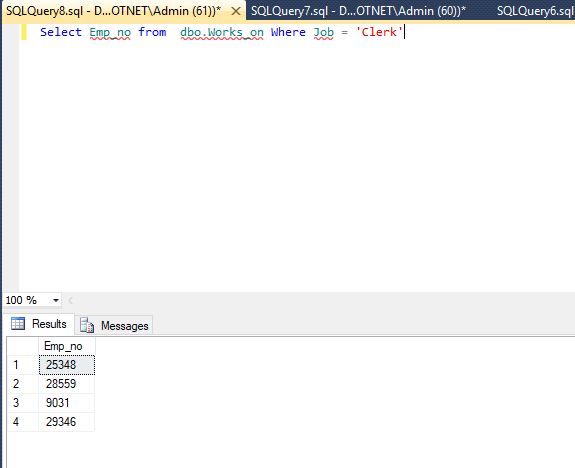 SQLQuery8.sql - D...OTNET\Admin (61))* SQLQuery7.sql - D...OTNET\Admin (60))* SQLQuery6.sql
Select Emp_no from  dbo.Works_on Where Job = 'Clerk'
100 %
Results Messages
Emp_no
1 25348
2 28559
3 9031
4 29346